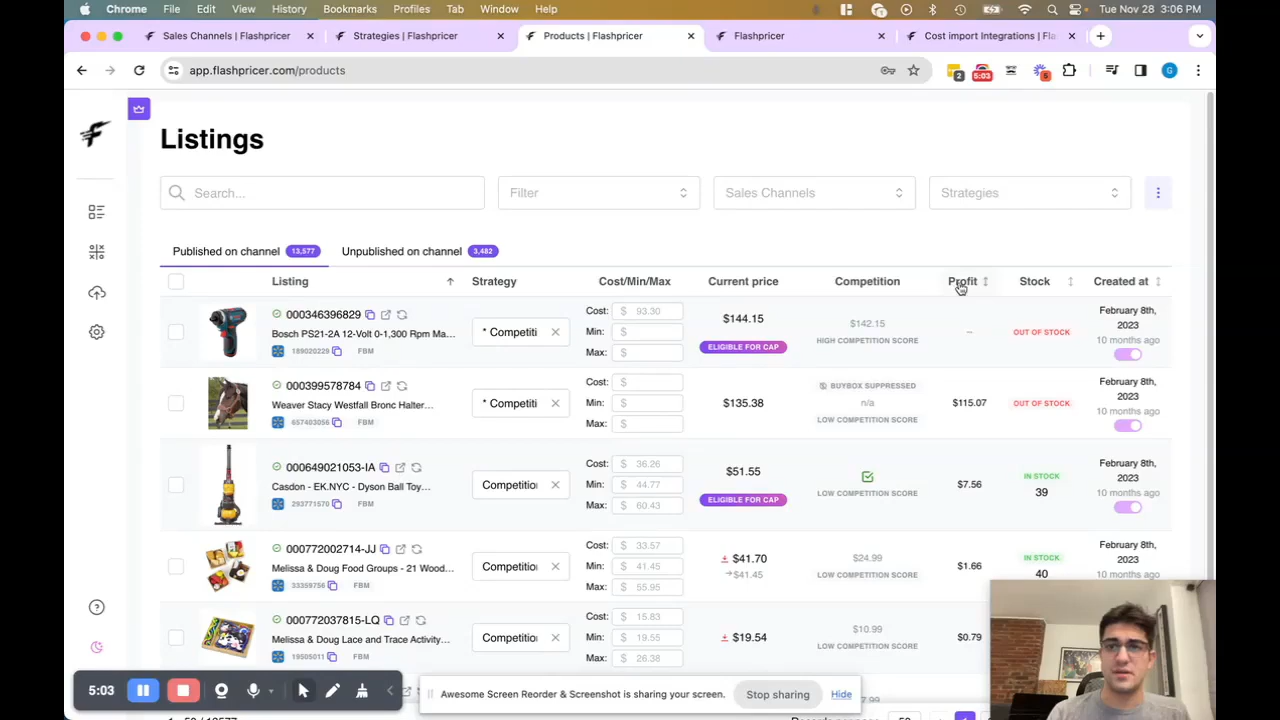 Chrome File Edit View History Bookmarks Profiles Tab Window Help Tue Nov 28 3:06 PM
Sales Channels | Flashpricer Strategies | Flashpricer Products | Flashpricer Flashpricer Cost import Integrations | Fla
app.flashpricer.com/products 2 5:03 5 G
Listings
Search... Filter Sales Channels Strategies
Published on channel 13,577 Unpublished on channel 3,482
Listing Strategy Cost/Min/Max Current price Competition Profit Stock Created at
000346396829
Bosch PS21-2A 12-Volt 0-1,300 Rpm Ma...
189020229 FBM
* Competiti
Cost: $ 93.30
Min: $
Max: $
$144.15
ELIGIBLE FOR CAP
$142.15
HIGH COMPETITION SCORE
–
OUT OF STOCK
February 8th,
2023
10 months ago
000399578784
Weaver Stacy Westfall Bronc Halter...
657403056 FBM
* Competiti
Cost: $
Min: $
Max: $
$135.38
BUYBOX SUPPRESSED
n/a
LOW COMPETITION SCORE
$115.07
OUT OF STOCK
February 8th,
2023
10 months ago
000649021053-IA
Casdon - EKNYC - Dyson Ball Toy...
293771570 FBM
Competitio
Cost: $ 36.26
Min: $ 44.77
Max: $ 60.43
$51.55
ELIGIBLE FOR CAP
LOW COMPETITION SCORE
$7.56
IN STOCK
39
February 8th,
2023
10 months ago
000772002714-JJ
Melissa & Doug Food Groups - 21 Wood...
33359756 FBM
Competitio
Cost: $ 33.57
Min: $ 41.45
Max: $ 55.95
$41.70
$41.45
$24.99
LOW COMPETITION SCORE
$1.66
IN STOCK
40
February 8th,
2023
10 months ago
000772037815-LQ
Melissa & Doug Lace and Trace Activity...
19505011 FBM
Competitio
Cost: $ 15.83
Min: $ 19.55
Max: $ 26.38
$19.54
$10.99
LOW COMPETITION SCORE
$0.79
5:03
Awesome Screen Reorder & Screenshot is sharing your screen. Stop sharing Hide